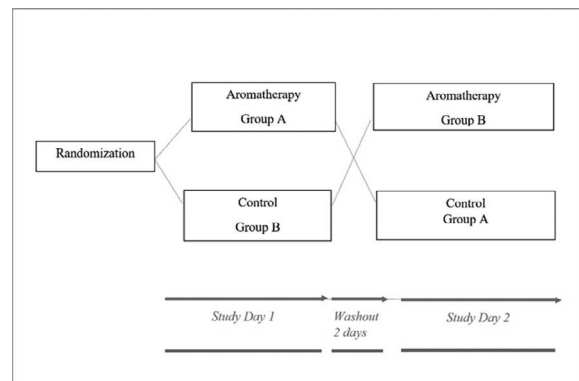 Aromatherapy
Group A
Aromatherapy
Group B
Randomization
Control
Group B
Control
Group A
Study Day 1
Washout
2 days
Study Day 2